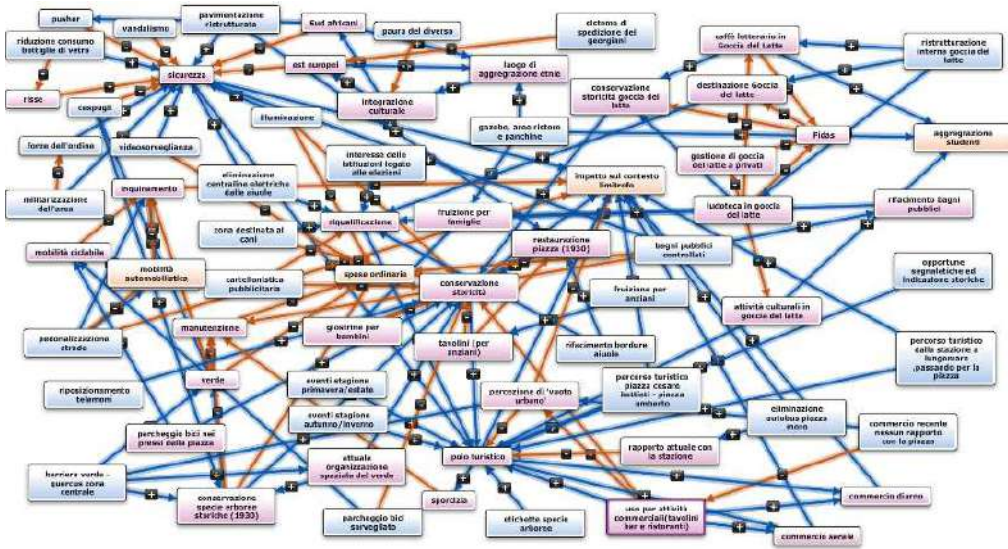 pusher
vandalismo
pavimentazione
ristrutturata
Sud africani
paura del diverso
sistema di
spedizione dei
georgiani
caffè letterario in
Goccia del Latte
ristrutturazione
interna goccia del
latte
riduzione consumo
bottiglie di vetro
sicurezza
est europei
luogo di
aggregazione etnie
conservazione
storicità goccia del
latte
destinazione Goccia
del latte
risse
cespugli
integrazione
culturale
illuminazione
gazebo, aree ristoro
e panchine
Fidas
aggregazione
studenti
forze dell'ordine
videosorveglianza
interesse delle
istituzioni legato
alle elezioni
gestione di goccia
del latte a privati
inquinamento
eliminazione
centraline elettriche
dalle aiuole
impatto sul contesto
limitrofo
militarizzazione
dell'area
riqualificazione
fruizione per
famiglie
ludoteca in goccia
del latte
rifacimento bagni
pubblici
mobilità ciclabile
zona destinata ai
cani
restaurazione
piazza (1930)
bagni pubblici
controllati
opportune
segnaletiche ed
indicazione storiche
mobilità
automobilistica
cartellonistica
pubblicitaria
spese ordinaria
conservazione
storicità
fruizione per
anziani
attività culturali in
goccia del latte
pedonalizzazione
strade
manutenzione
giostrine per
bambini
tavolini (per
anziani)
rifacimento bordure
aiuole
percorso turistico
dalla stazione a
lungomare
,passando per la
piazza
riposizionamento
telefoni
verde
eventi stagione
primavera/estate
percezione di 'vuoto
urbano'
percorso turistico
piazza cesare
battisti - piazza
umberto
eliminazione
autobus piazza
moro
commercio recente
nessun rapporto
con la piazza
eventi stagione
autunno/inverno
parcheggio bici nei
pressi della piazza
polo turistico
rapporto attuale con
la stazione
barriera verde -
quercus zona
centrale
attuale
organizzazione
spaziale del verde
conservazione
specie arboree
storiche (1930)
sporcizia
commercio diurno
parcheggio bici
sorvegliato
etichette specie
arboree
uso per attività
commerciali(tavolini
bar e ristoranti)
commercio serale